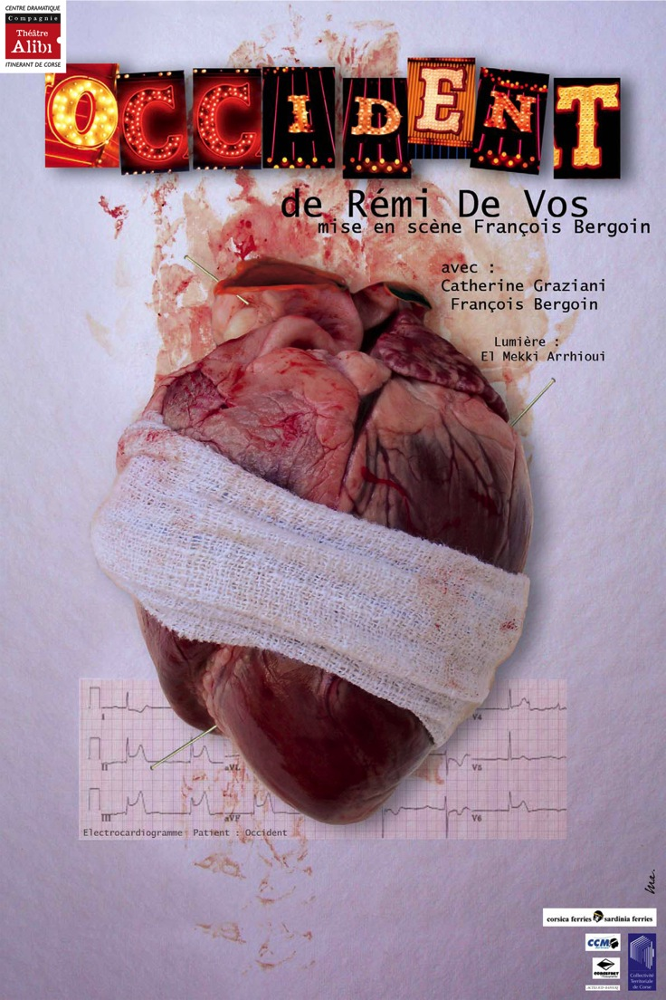 CENTRE DRAMATIQUE
Compagnie
Théâtre
Alibi
ITINERANT DE CORSE
OCCIDENT
de Rémi De Vos
mise en scène François Bergoin
avec :
Catherine Graziani
François Bergoin
Lumière :
El Mekki Arrhioui
I
V4
II
aVL
V5
III
aVF
V6
Electrocardiogramme Patient : Occident
corsica ferries sardinia ferries
CCM
Collectivité
Territoriale
de Corse